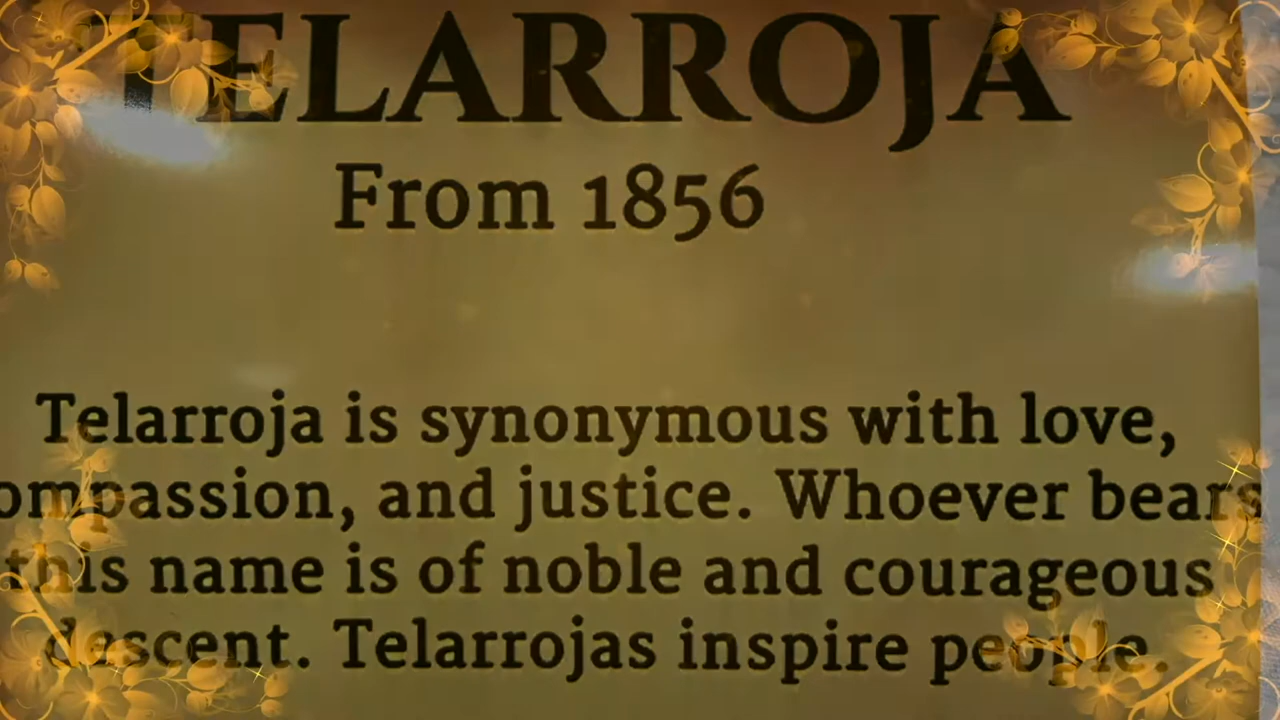 TELARROJA
From 1856
Telarroja is synonymous with love,
ompassion, and justice. Whoever bears
this name is of noble and courageous
descent. Telarrojas inspire people.